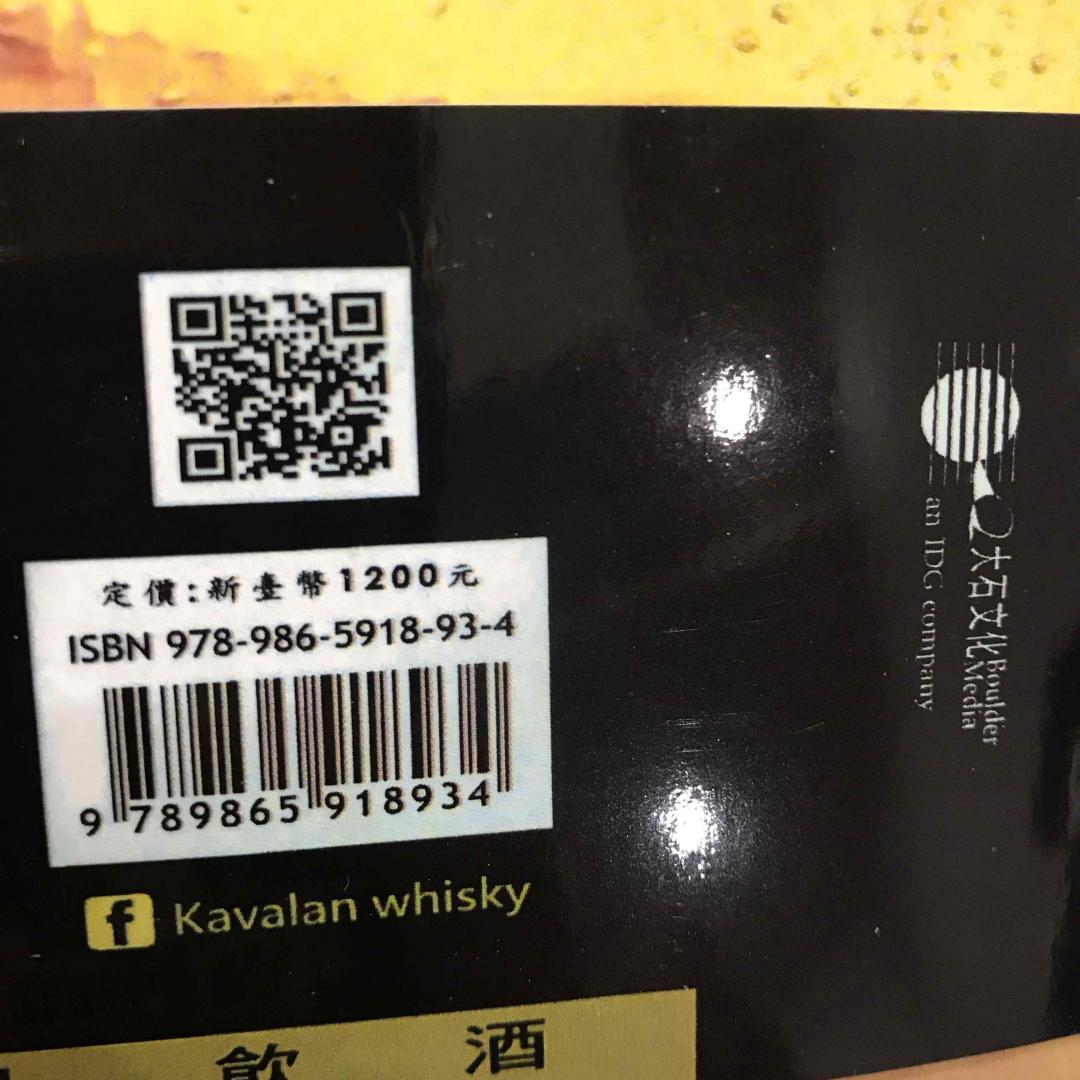 定價:新臺幣1200元
ISBN 978-986-5918-93-4
9 789865 918934
f Kavalan whisky
飲 酒
大石文化 Boulder Media
an IDG company